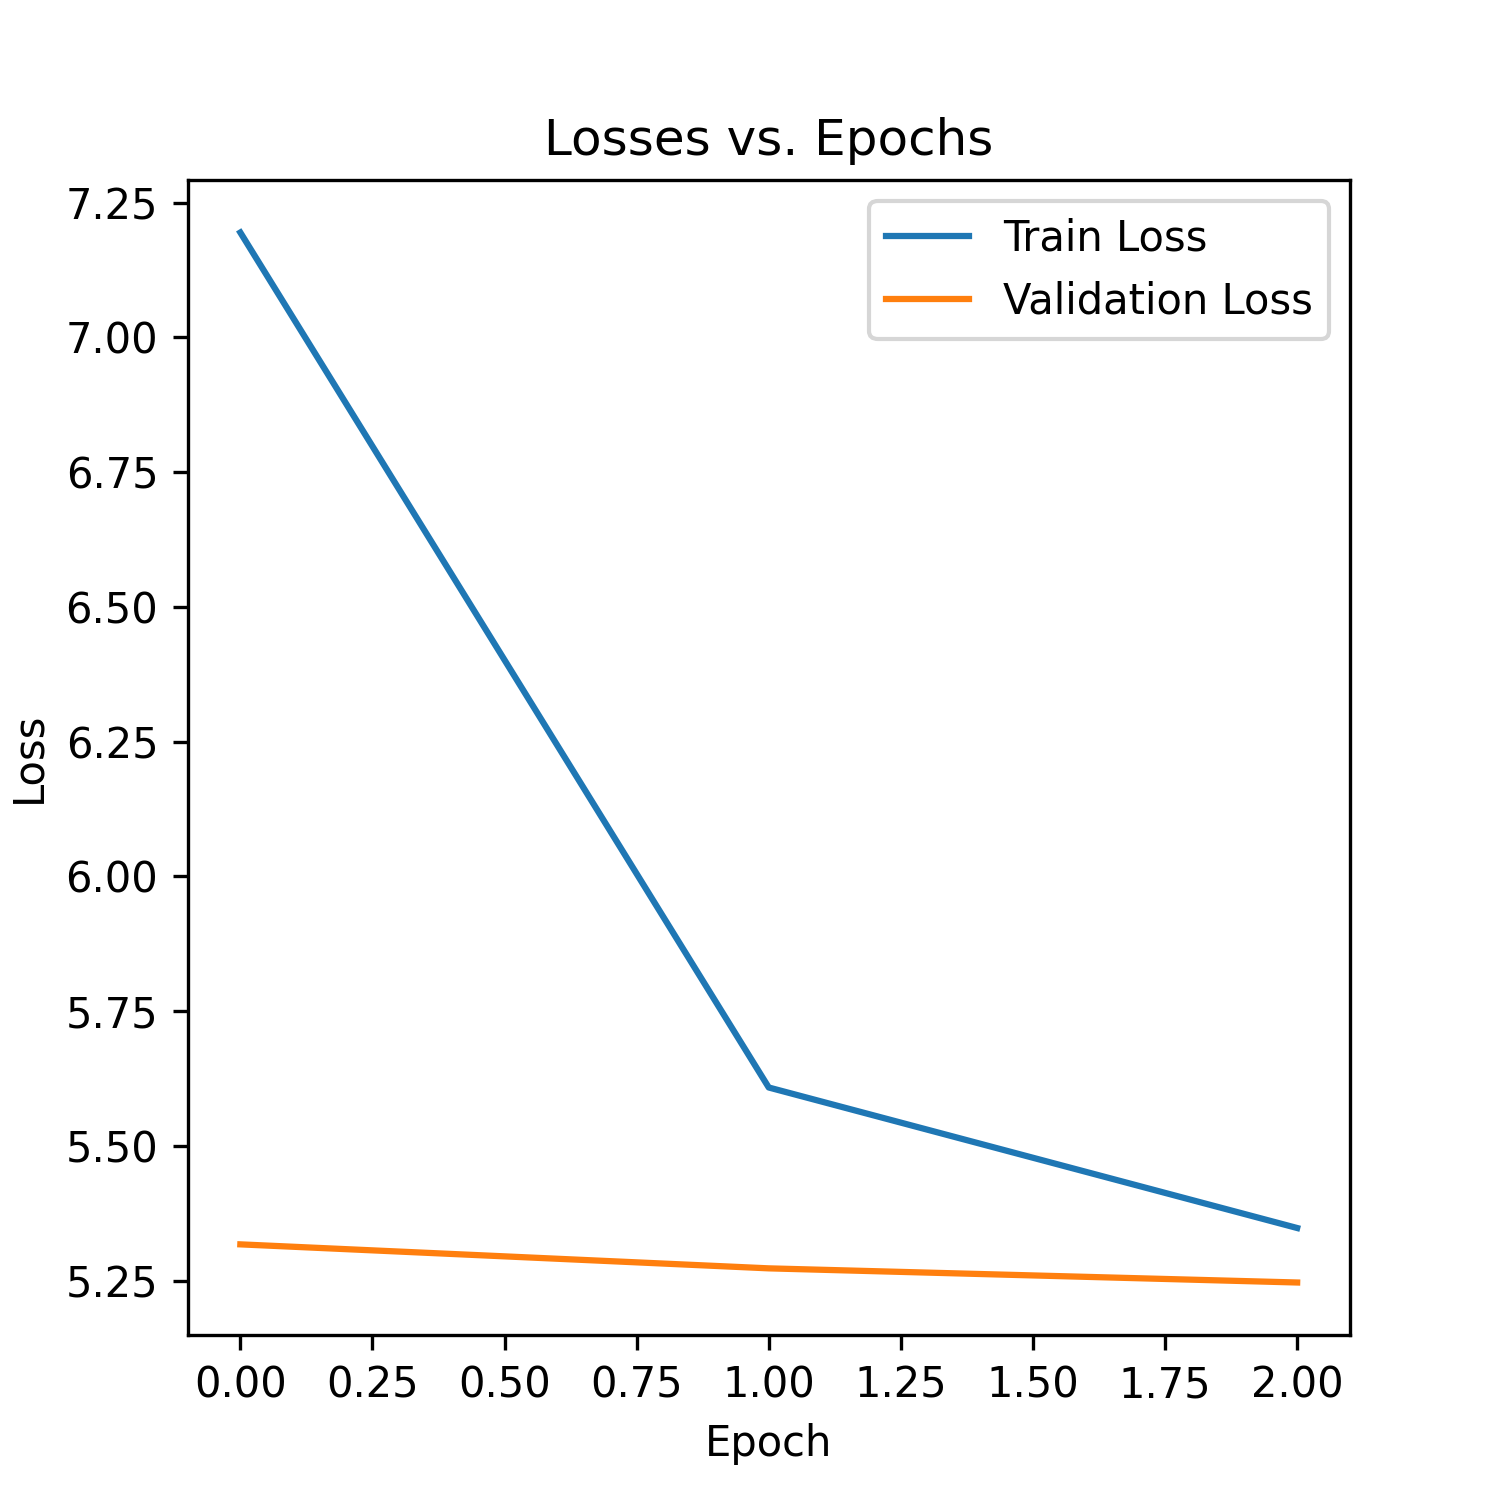 Losses vs. Epochs
Train Loss
Validation Loss
7.25
7.00
6.75
6.50
6.25
6.00
5.75
5.50
5.25
Loss
0.00 0.25 0.50 0.75 1.00 1.25 1.50 1.75 2.00
Epoch